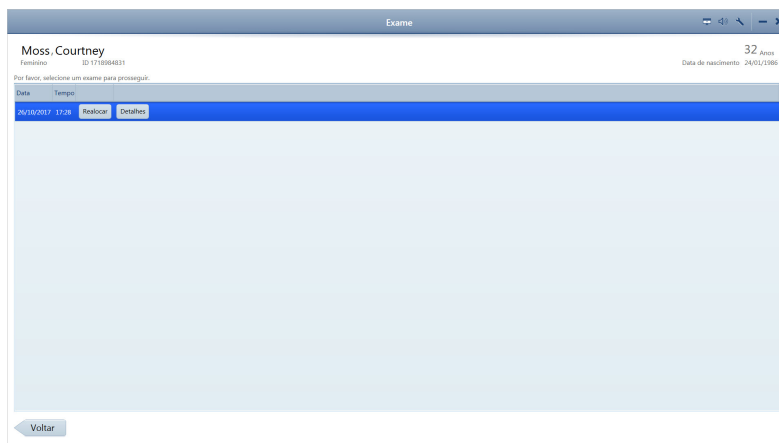 Exame
Moss, Courtney
32 Anos
Feminino ID 1718984831
Data de nascimento 24/01/1986
Por favor, selecione um exame para prosseguir.
Data Tempo
26/10/2017 17:28 Realocar Detalhes
Voltar